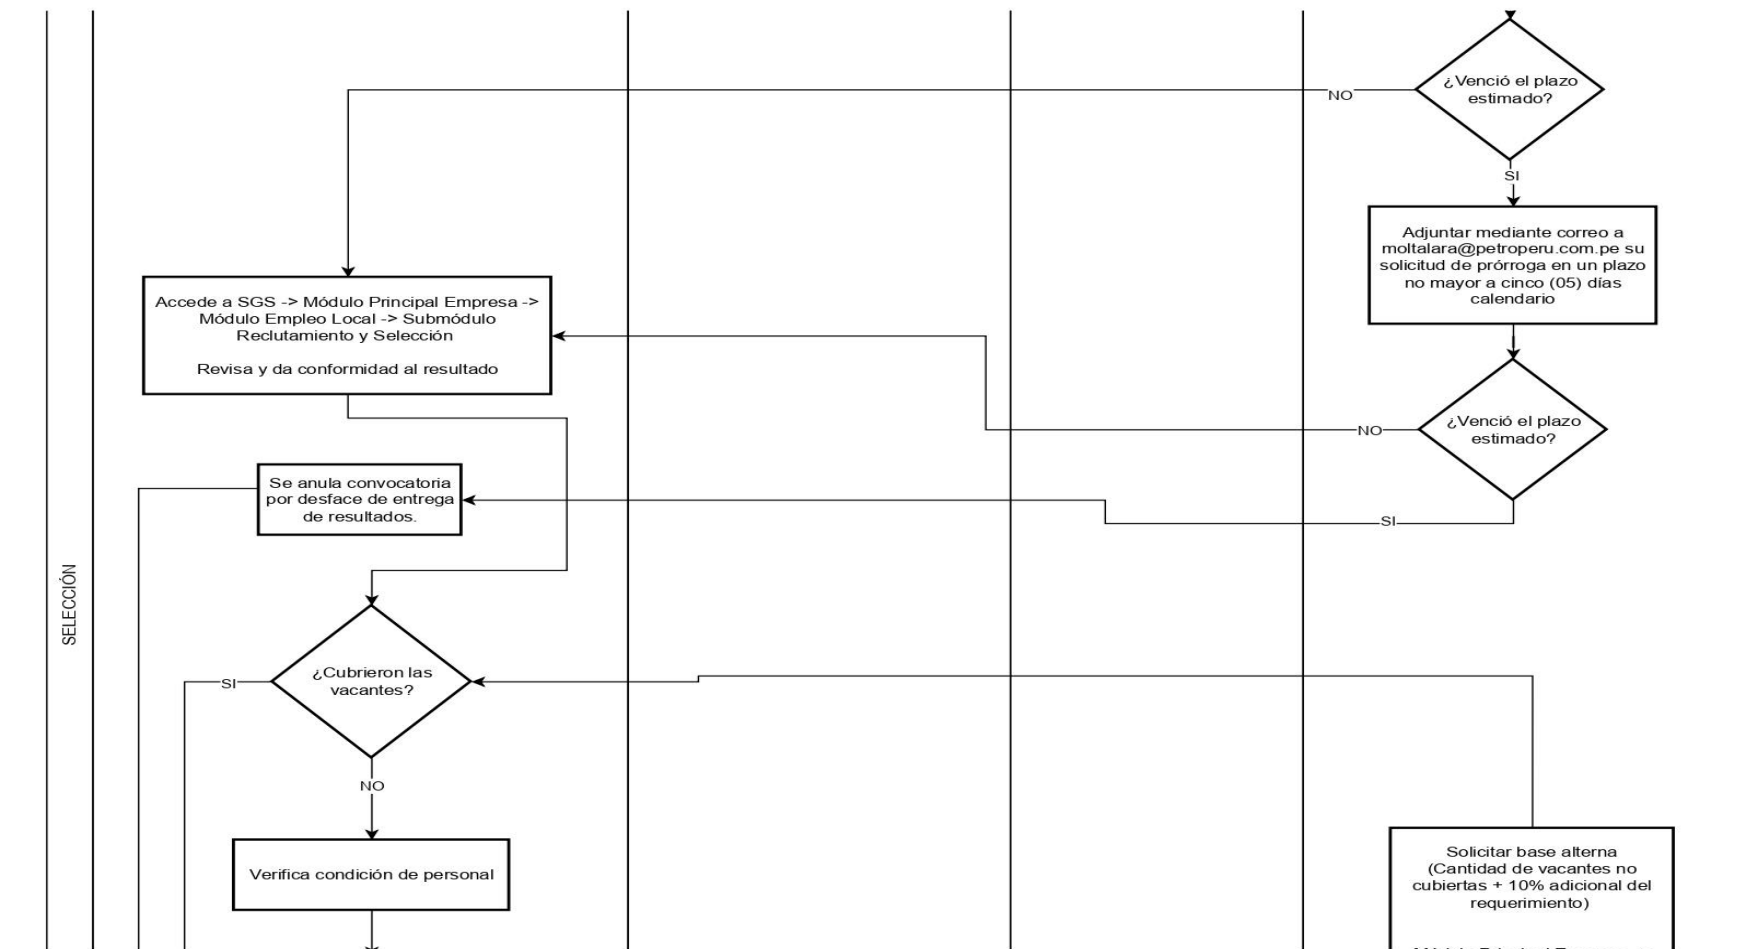 ¿Venció el plazo
estimado?
NO
SI
Adjuntar mediante correo a
moltalara@petroperu.com.pe su
solicitud de prórroga en un plazo
no mayor a cinco (05) días
calendario
Accede a SGS -> Módulo Principal Empresa ->
Módulo Empleo Local -> Submódulo
Reclutamiento y Selección
Revisa y da conformidad al resultado
¿Venció el plazo
estimado?
NO
SI
Se anula convocatoria
por desface de entrega
de resultados.
SELECCIÓN
¿Cubrieron las
vacantes?
SI
NO
Verifica condición de personal
Solicitar base alterna
(Cantidad de vacantes no
cubiertas + 10% adicional del
requerimiento)